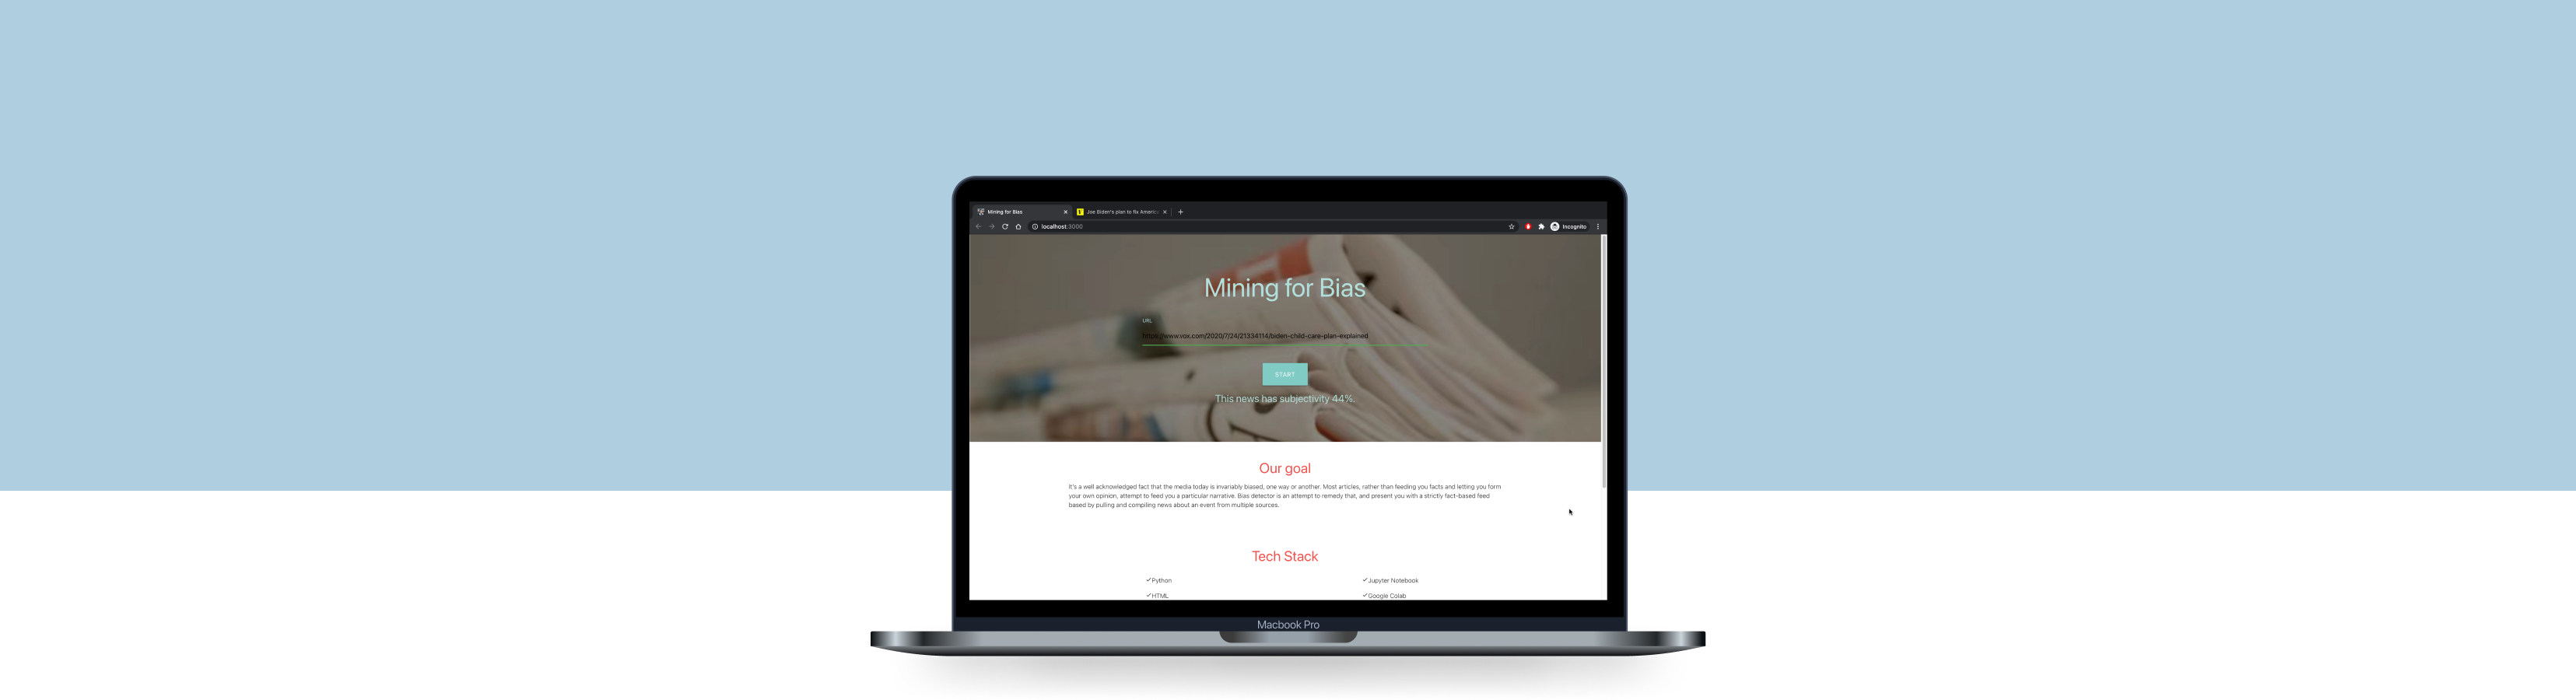 Mining for Bias
Joe Biden's plan to fix Americ
localhost:3000
Incognito
Mining for Bias
URL
https://www.vox.com/2020/7/24/21334114/biden-child-care-plan-explained
START
This news has subjectivity 44%.
Our goal
It's a well acknowledged fact that the media today is invariably biased, one way or another. Most articles, rather than feeding you facts and letting you form
your own opinion, attempt to feed you a particular narrative. Bias detector is an attempt to remedy that, and present you with a strictly fact-based feed
based by pulling and compiling news about an event from multiple sources.
Tech Stack
✓Python
✓Jupyter Notebook
✓HTML
✓Google Colab
Macbook Pro